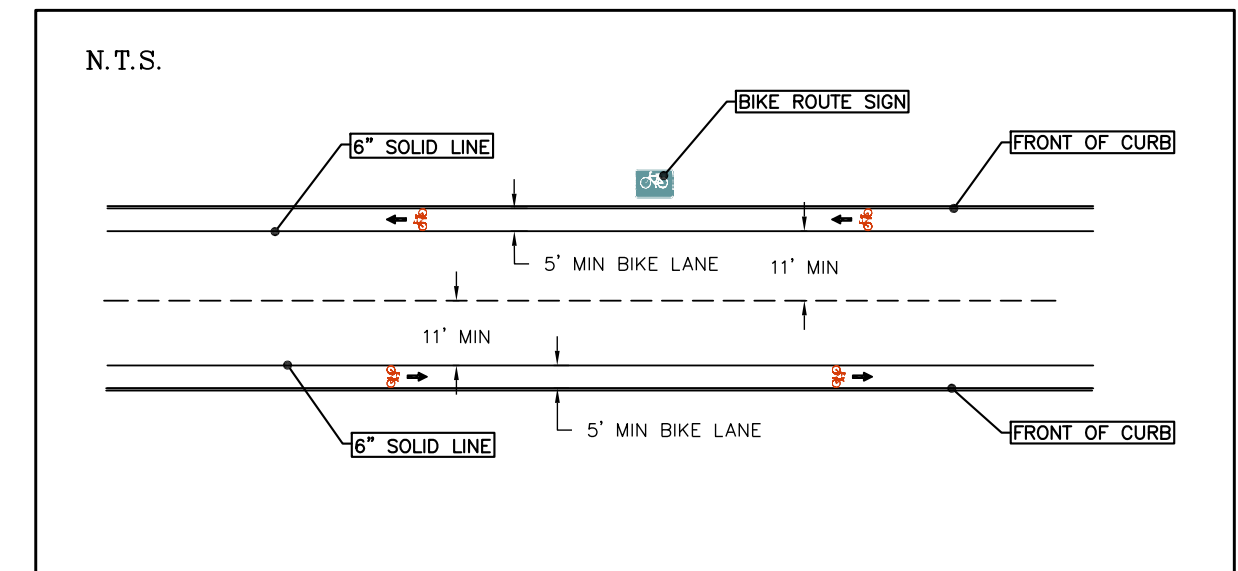 N.T.S.
BIKE ROUTE SIGN
6" SOLID LINE
FRONT OF CURB
5' MIN BIKE LANE
11' MIN
11' MIN
5' MIN BIKE LANE
6" SOLID LINE
FRONT OF CURB